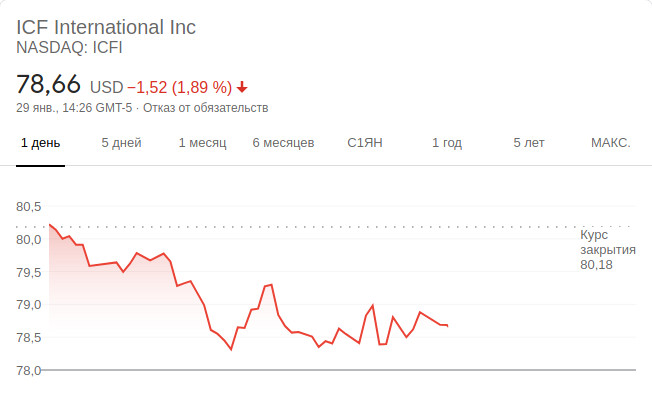 ICF International Inc
NASDAQ: ICFI
78,66 USD −1,52 (1,89 %)
29 янв., 14:26 GMT-5 · Отказ от обязательств
1 день 5 дней 1 месяц 6 месяцев С1ЯН 1 год 5 лет МАКС.
80,5
80,0
79,5
79,0
78,5
78,0
Курс
закрытия
80,18